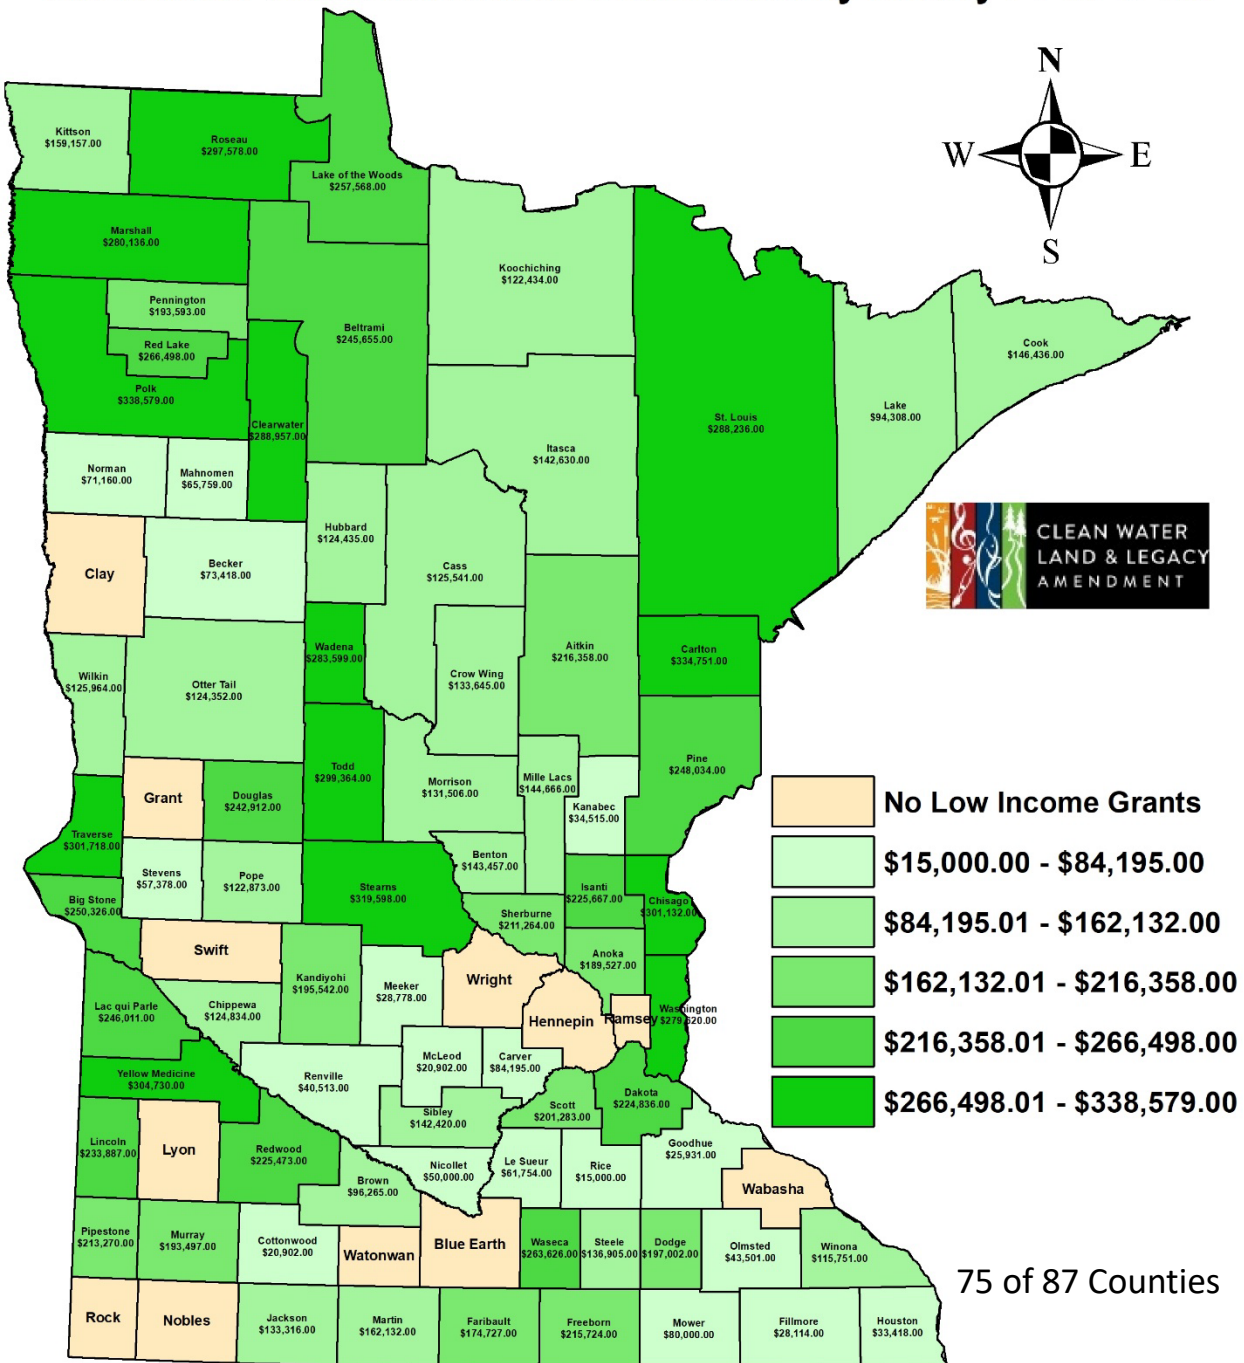 N
W E
S
Kittson
$159,157.00
Roseau
$297,578.00
Lake of the Woods
$257,568.00
Marshall
$280,136.00
Koochiching
$122,434.00
Pennington
$193,593.00
Beltrami
$245,655.00
Red Lake
$266,498.00
Cook
$146,436.00
Polk
$338,579.00
Lake
$94,308.00
St. Louis
$288,236.00
Clearwater
$288,957.00
Itasca
$142,630.00
Norman
$71,160.00
Mahnomen
$65,759.00
Hubbard
$124,435.00
CLEAN WATER
LAND & LEGACY
AMENDMENT
Clay
Becker
$73,418.00
Cass
$125,541.00
Wadena
$283,599.00
Aitkin
$216,358.00
Carlton
$334,751.00
Wilkin
$125,964.00
Otter Tail
$124,352.00
Crow Wing
$133,645.00
Pine
$248,034.00
Todd
$299,364.00
Morrison
$131,506.00
Mille Lacs
$144,666.00
Grant
Douglas
$242,912.00
Kanabec
$34,515.00
Traverse
$301,718.00
Benton
$143,457.00
Stevens
$57,378.00
Pope
$122,873.00
Stearns
$319,598.00
Isanti
$225,667.00
Big Stone
$250,326.00
Chisago
$301,132.00
Sherburne
$211,264.00
Swift
Anoka
$189,527.00
Kandiyohi
$195,542.00
Meeker
$28,778.00
Wright
Lac qui Parle
$246,011.00
Chippewa
$124,834.00
Hennepin
Ramsey
Washington
$279,620.00
McLeod
$20,902.00
Carver
$84,195.00
Yellow Medicine
$304,730.00
Renville
$40,513.00
Dakota
$224,836.00
Sibley
$142,420.00
Scott
$201,283.00
Lincoln
$233,887.00
Lyon
Redwood
$225,473.00
Goodhue
$25,931.00
Nicollet
$50,000.00
Le Sueur
$61,754.00
Rice
$15,000.00
Brown
$96,265.00
Wabasha
Pipestone
$213,270.00
Murray
$193,497.00
Cottonwood
$20,902.00
Watonwan
Blue Earth
Waseca
$263,626.00
Steele
$136,905.00
Dodge
$197,002.00
Olmsted
$43,501.00
Winona
$115,751.00
Rock
Nobles
Jackson
$133,316.00
Martin
$162,132.00
Faribault
$174,727.00
Freeborn
$215,724.00
Mower
$80,000.00
Fillmore
$28,114.00
Houston
$33,418.00
No Low Income Grants
$15,000.00 - $84,195.00
$84,195.01 - $162,132.00
$162,132.01 - $216,358.00
$216,358.01 - $266,498.00
$266,498.01 - $338,579.00
75 of 87 Counties